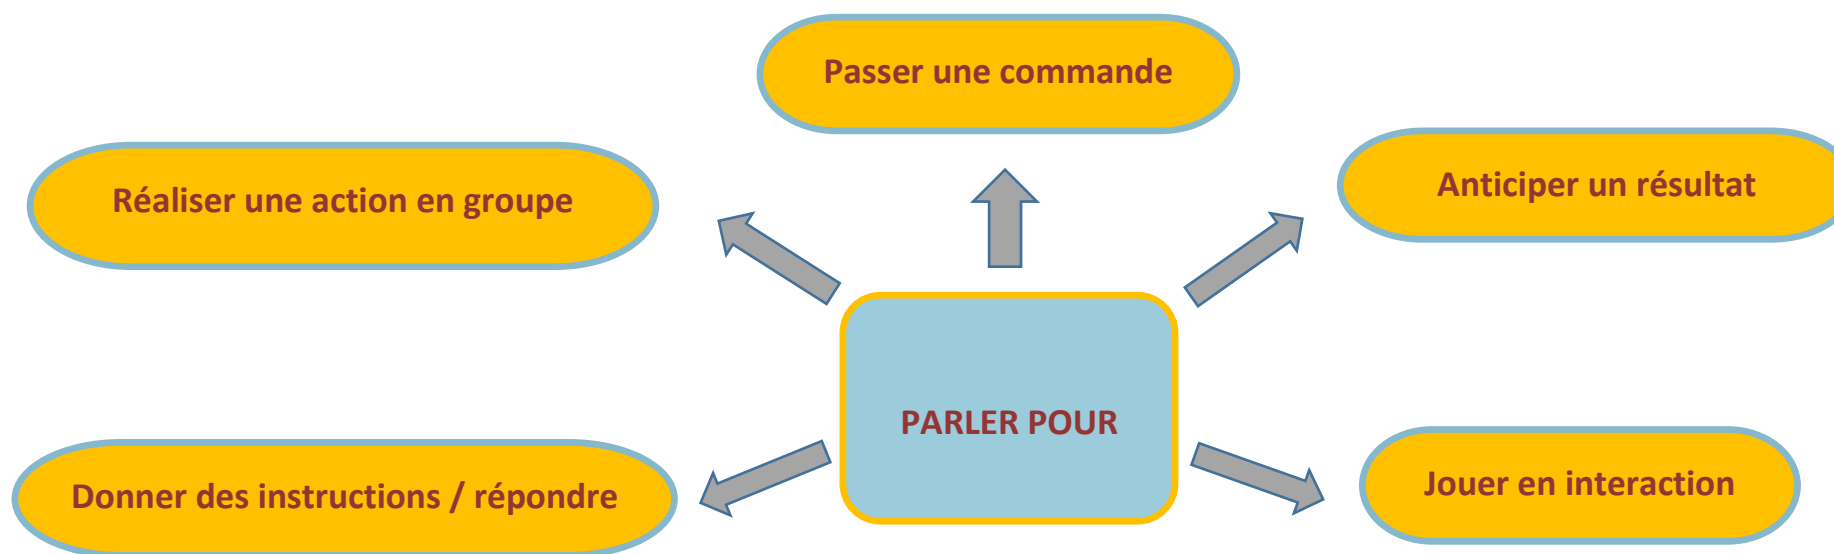 Passer une commande
Réaliser une action en groupe
Anticiper un résultat
PARLER POUR
Donner des instructions / répondre
Jouer en interaction